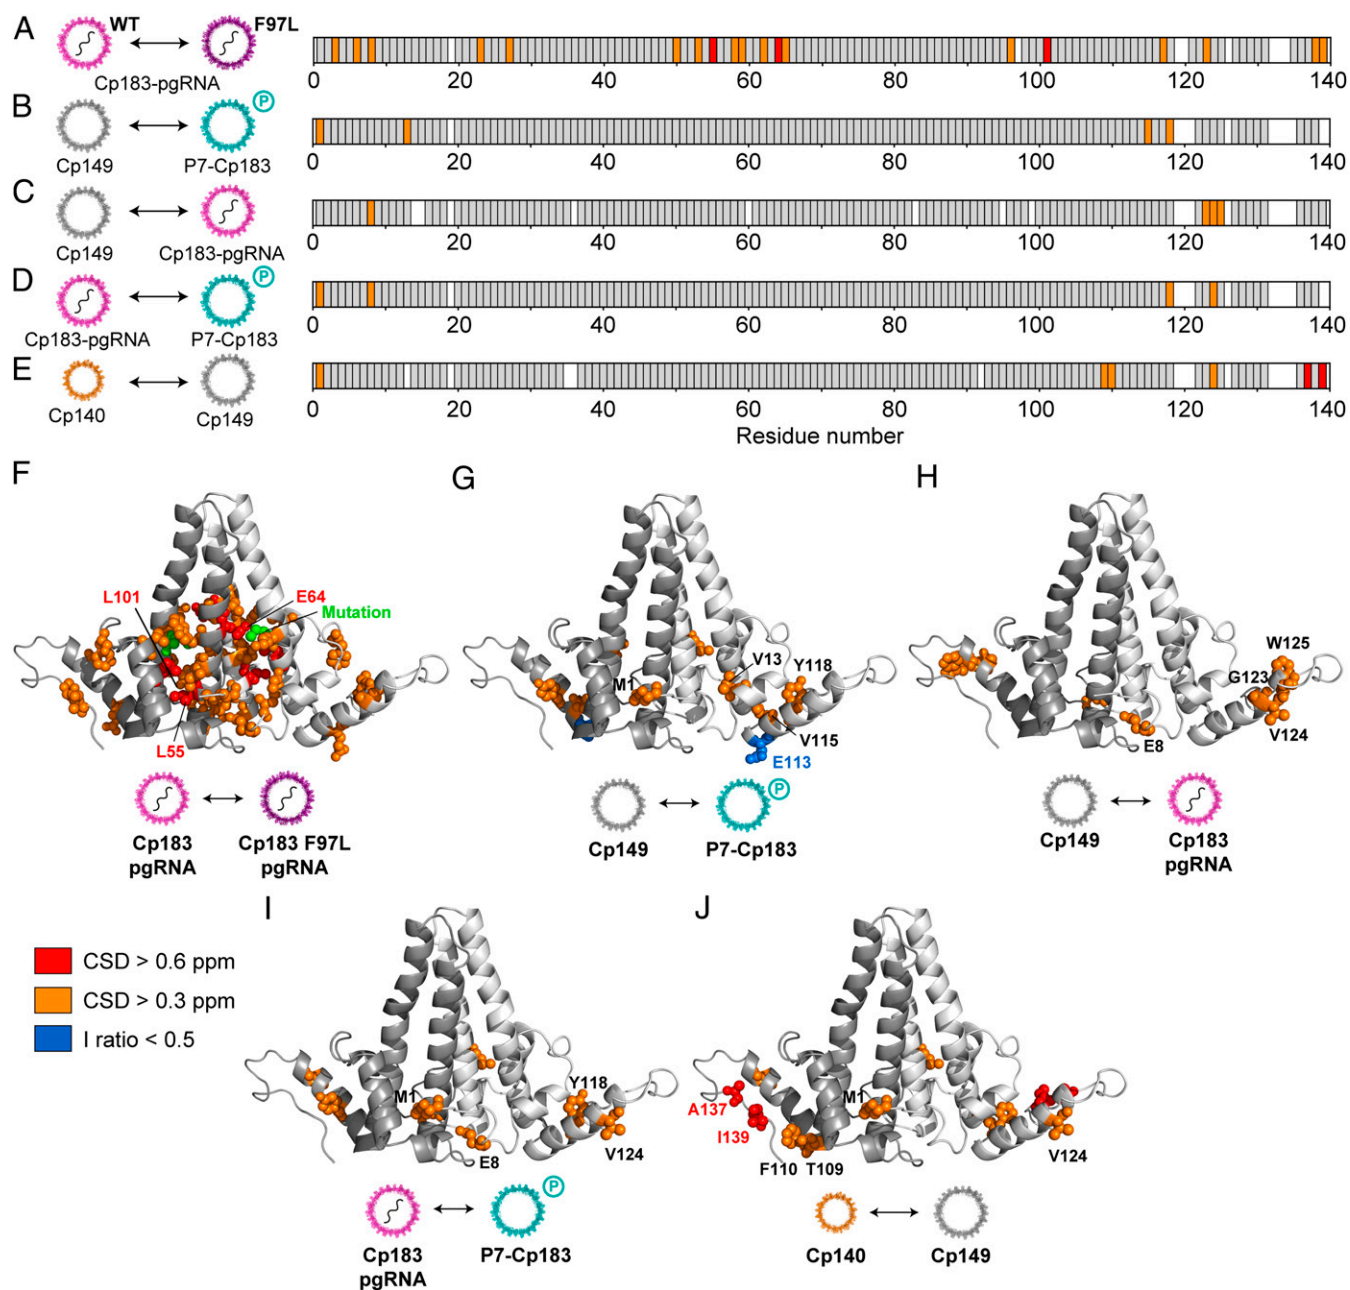 A
WT
F97L
Cp183-pgRNA
0 20 40 60 80 100 120 140
B
P
Cp149
P7-Cp183
0 20 40 60 80 100 120 140
C
Cp149
Cp183-pgRNA
0 20 40 60 80 100 120 140
D
P
Cp183-pgRNA
P7-Cp183
0 20 40 60 80 100 120 140
E
Cp140
Cp149
0 20 40 60 80 100 120 140
Residue number
F
L101
E64
Mutation
L55
Cp183
pgRNA
Cp183 F97L
pgRNA
G
M1
V13
Y118
V115
E113
P
Cp149
P7-Cp183
H
W125
G123
V124
E8
Cp149
Cp183
pgRNA
CSD > 0.6 ppm
CSD > 0.3 ppm
I ratio < 0.5
I
M1
Y118
E8
V124
P
Cp183
pgRNA
P7-Cp183
J
A137
M1
I139
F110
T109
V124
Cp140
Cp149